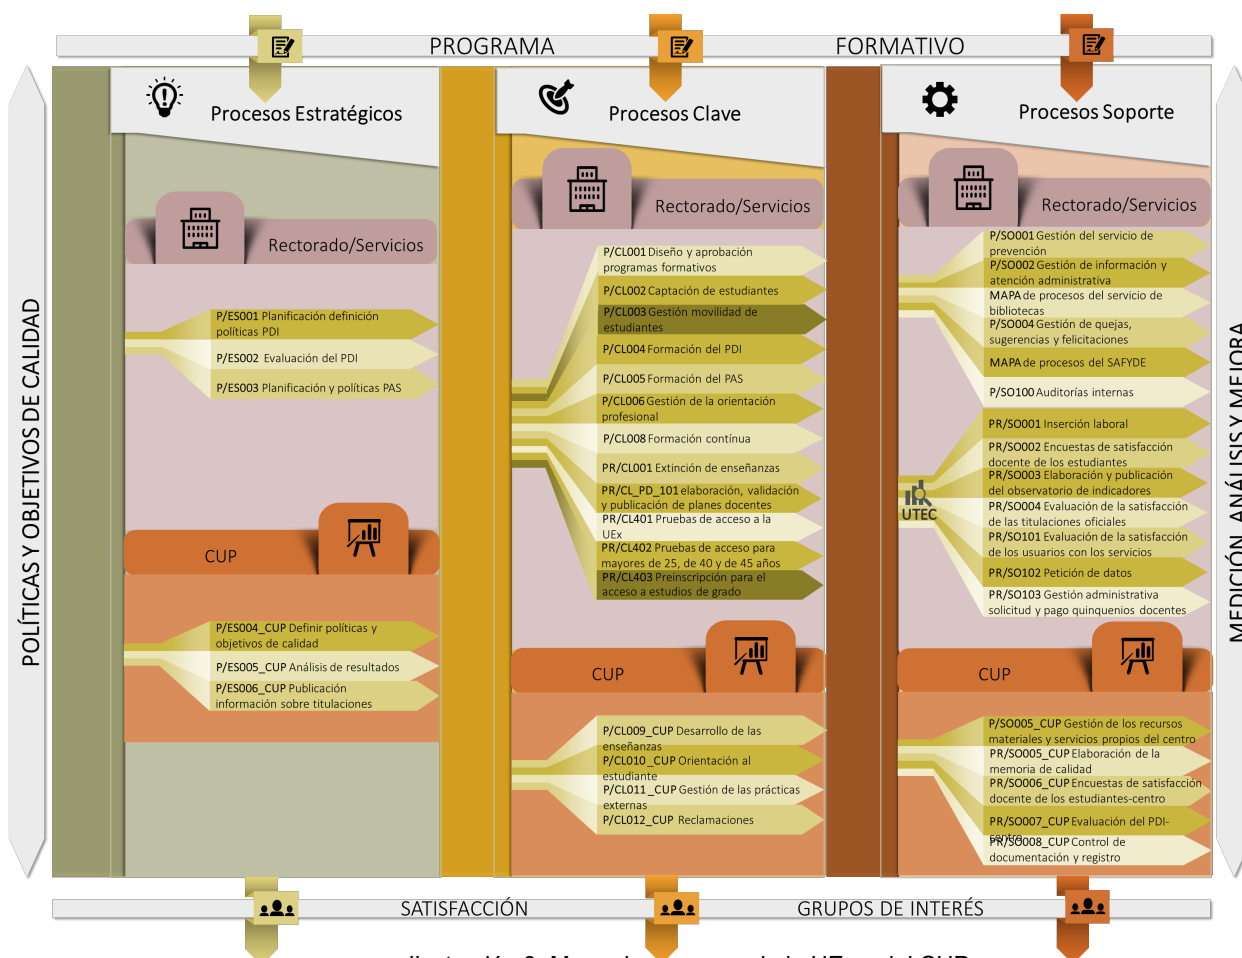 PROGRAMA FORMATIVO
POLÍTICAS Y OBJETIVOS DE CALIDAD
Procesos Estratégicos
Rectorado/Servicios
P/ES001 Planificación definición
políticas PDI
P/ES002 Evaluación del PDI
P/ES003 Planificación y políticas PAS
CUP
P/ES004_CUP Definir políticas y
objetivos de calidad
P/ES005_CUP Análisis de resultados
P/ES006_CUP Publicación
información sobre titulaciones
Procesos Clave
Rectorado/Servicios
P/CL001 Diseño y aprobación
programas formativos
P/CL002 Captación de estudiantes
P/CL003 Gestión movilidad de
estudiantes
P/CL004 Formación del PDI
P/CL005 Formación del PAS
P/CL006 Gestión de la orientación
profesional
P/CL008 Formación contínua
PR/CL001 Extinción de enseñanzas
PR/CL_PD_101 elaboración, validación
y publicación de planes docentes
PR/CL401 Pruebas de acceso a la
UEx
PR/CL402 Pruebas de acceso para
mayores de 25, de 40 y de 45 años
PR/CL403 Preinscripción para el
acceso a estudios de grado
CUP
P/CL009_CUP Desarrollo de las
enseñanzas
P/CL010_CUP Orientación al
estudiante
P/CL011_CUP Gestión de las prácticas
externas
P/CL012_CUP Reclamaciones
Procesos Soporte
Rectorado/Servicios
P/SO001 Gestión del servicio de
prevención
P/SO002 Gestión de información y
atención administrativa
MAPA de procesos del servicio de
bibliotecas
P/SO004 Gestión de quejas,
sugerencias y felicitaciones
MAPA de procesos del SAFYDE
P/SO100 Auditorías internas
UTEC
PR/SO001 Inserción laboral
PR/SO002 Encuestas de satisfacción
docente de los estudiantes
PR/SO003 Elaboración y publicación
del observatorio de indicadores
PR/SO004 Evaluación de la satisfacción
de las titulaciones oficiales
PR/SO101 Evaluación de la satisfacción
de los usuarios con los servicios
PR/SO102 Petición de datos
PR/SO103 Gestión administrativa
solicitud y pago quinquenios docentes
CUP
P/SO005_CUP Gestión de los recursos
materiales y servicios propios del centro
PR/SO005_CUP Elaboración de la
memoria de calidad
PR/SO006_CUP Encuestas de satisfacción
docente de los estudiantes-centro
PR/SO007_CUP Evaluación del PDI-
centro
PR/SO008_CUP Control de
documentación y registro
MEDICIÓN, ANÁLISIS Y MEJORA
SATISFACCIÓN GRUPOS DE INTERÉS